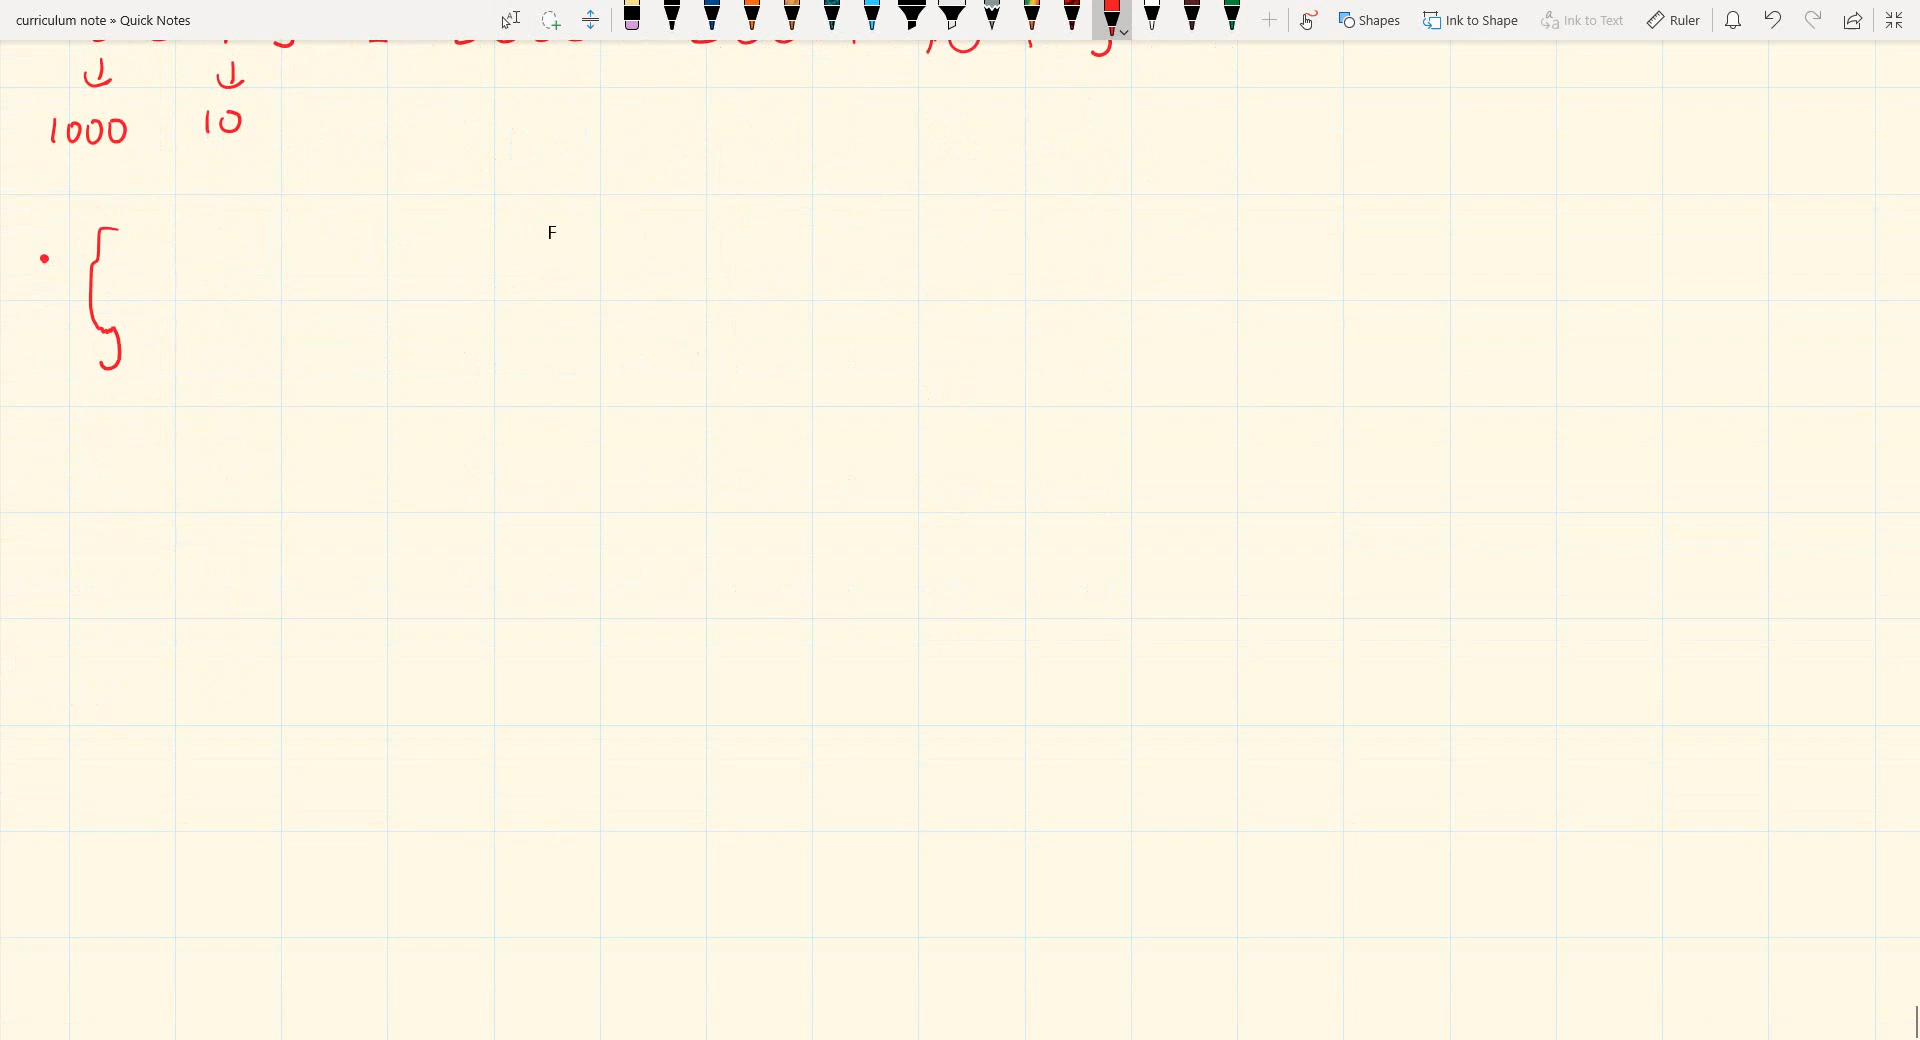 curriculum note » Quick Notes
Shapes Ink to Shape Ink to Text Ruler
↓ ↓
1000 10
F
• {